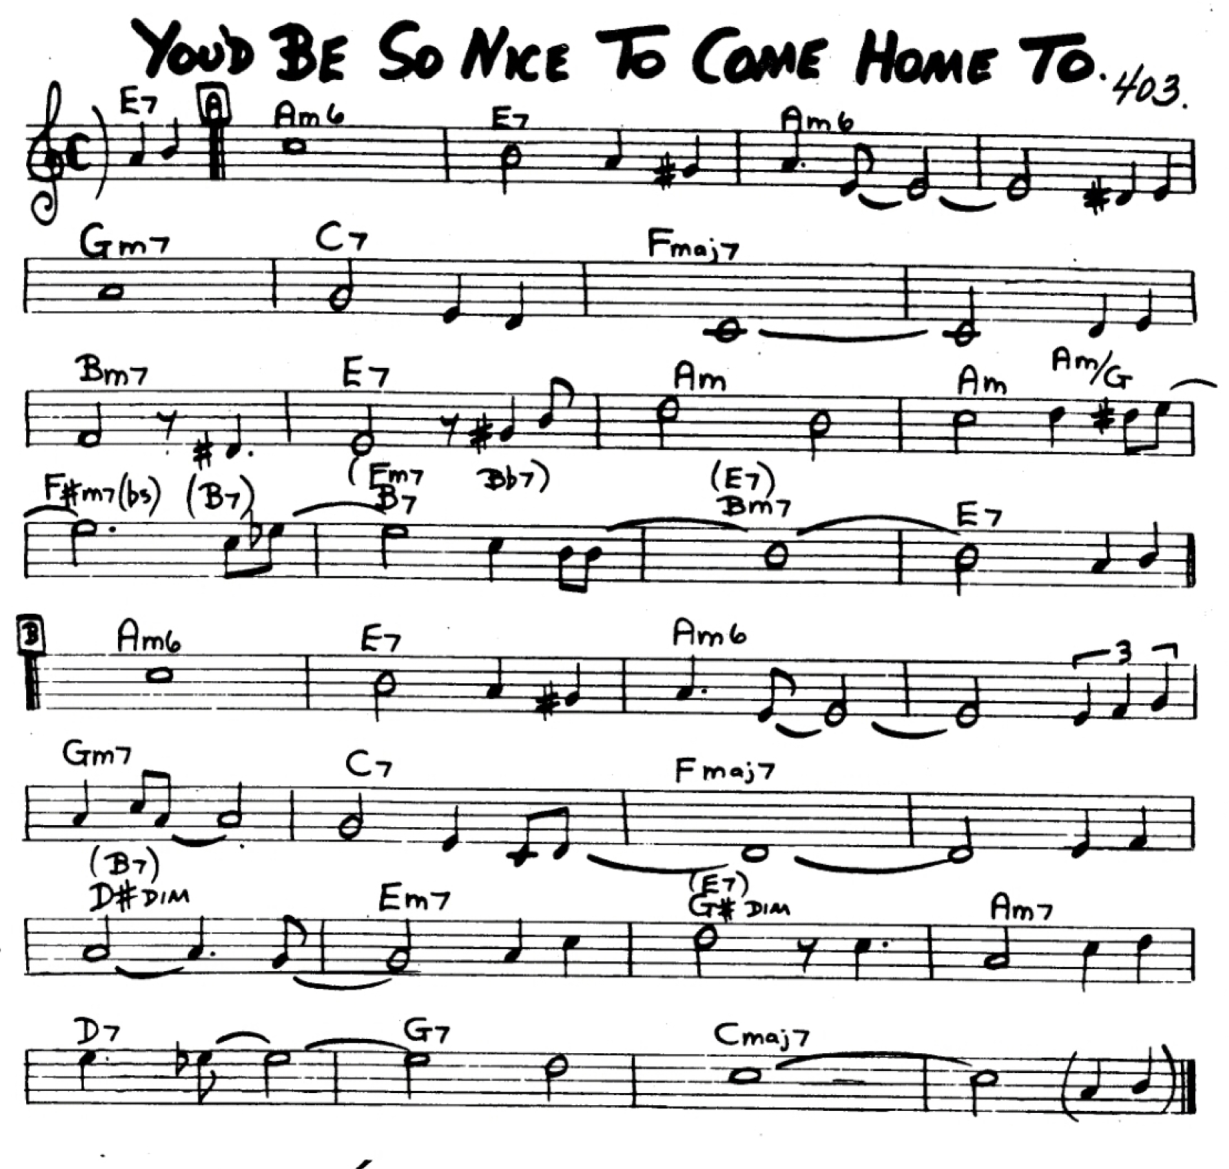 YOU'D BE SO NICE TO COME HOME TO. 403.
E7 A Am6 E7 Am6
Gm7 C7 Fmaj7
Bm7 E7 Am Am Am/G
F#m7(b5) (B7) (Fm7 Bb7) (E7)
B7 Bm7 E7
B Am6 E7 Am6
3
Gm7 C7 Fmaj7
(B7) (E7)
D# DIM Em7 G# DIM Am7
D7 G7 Cmaj7